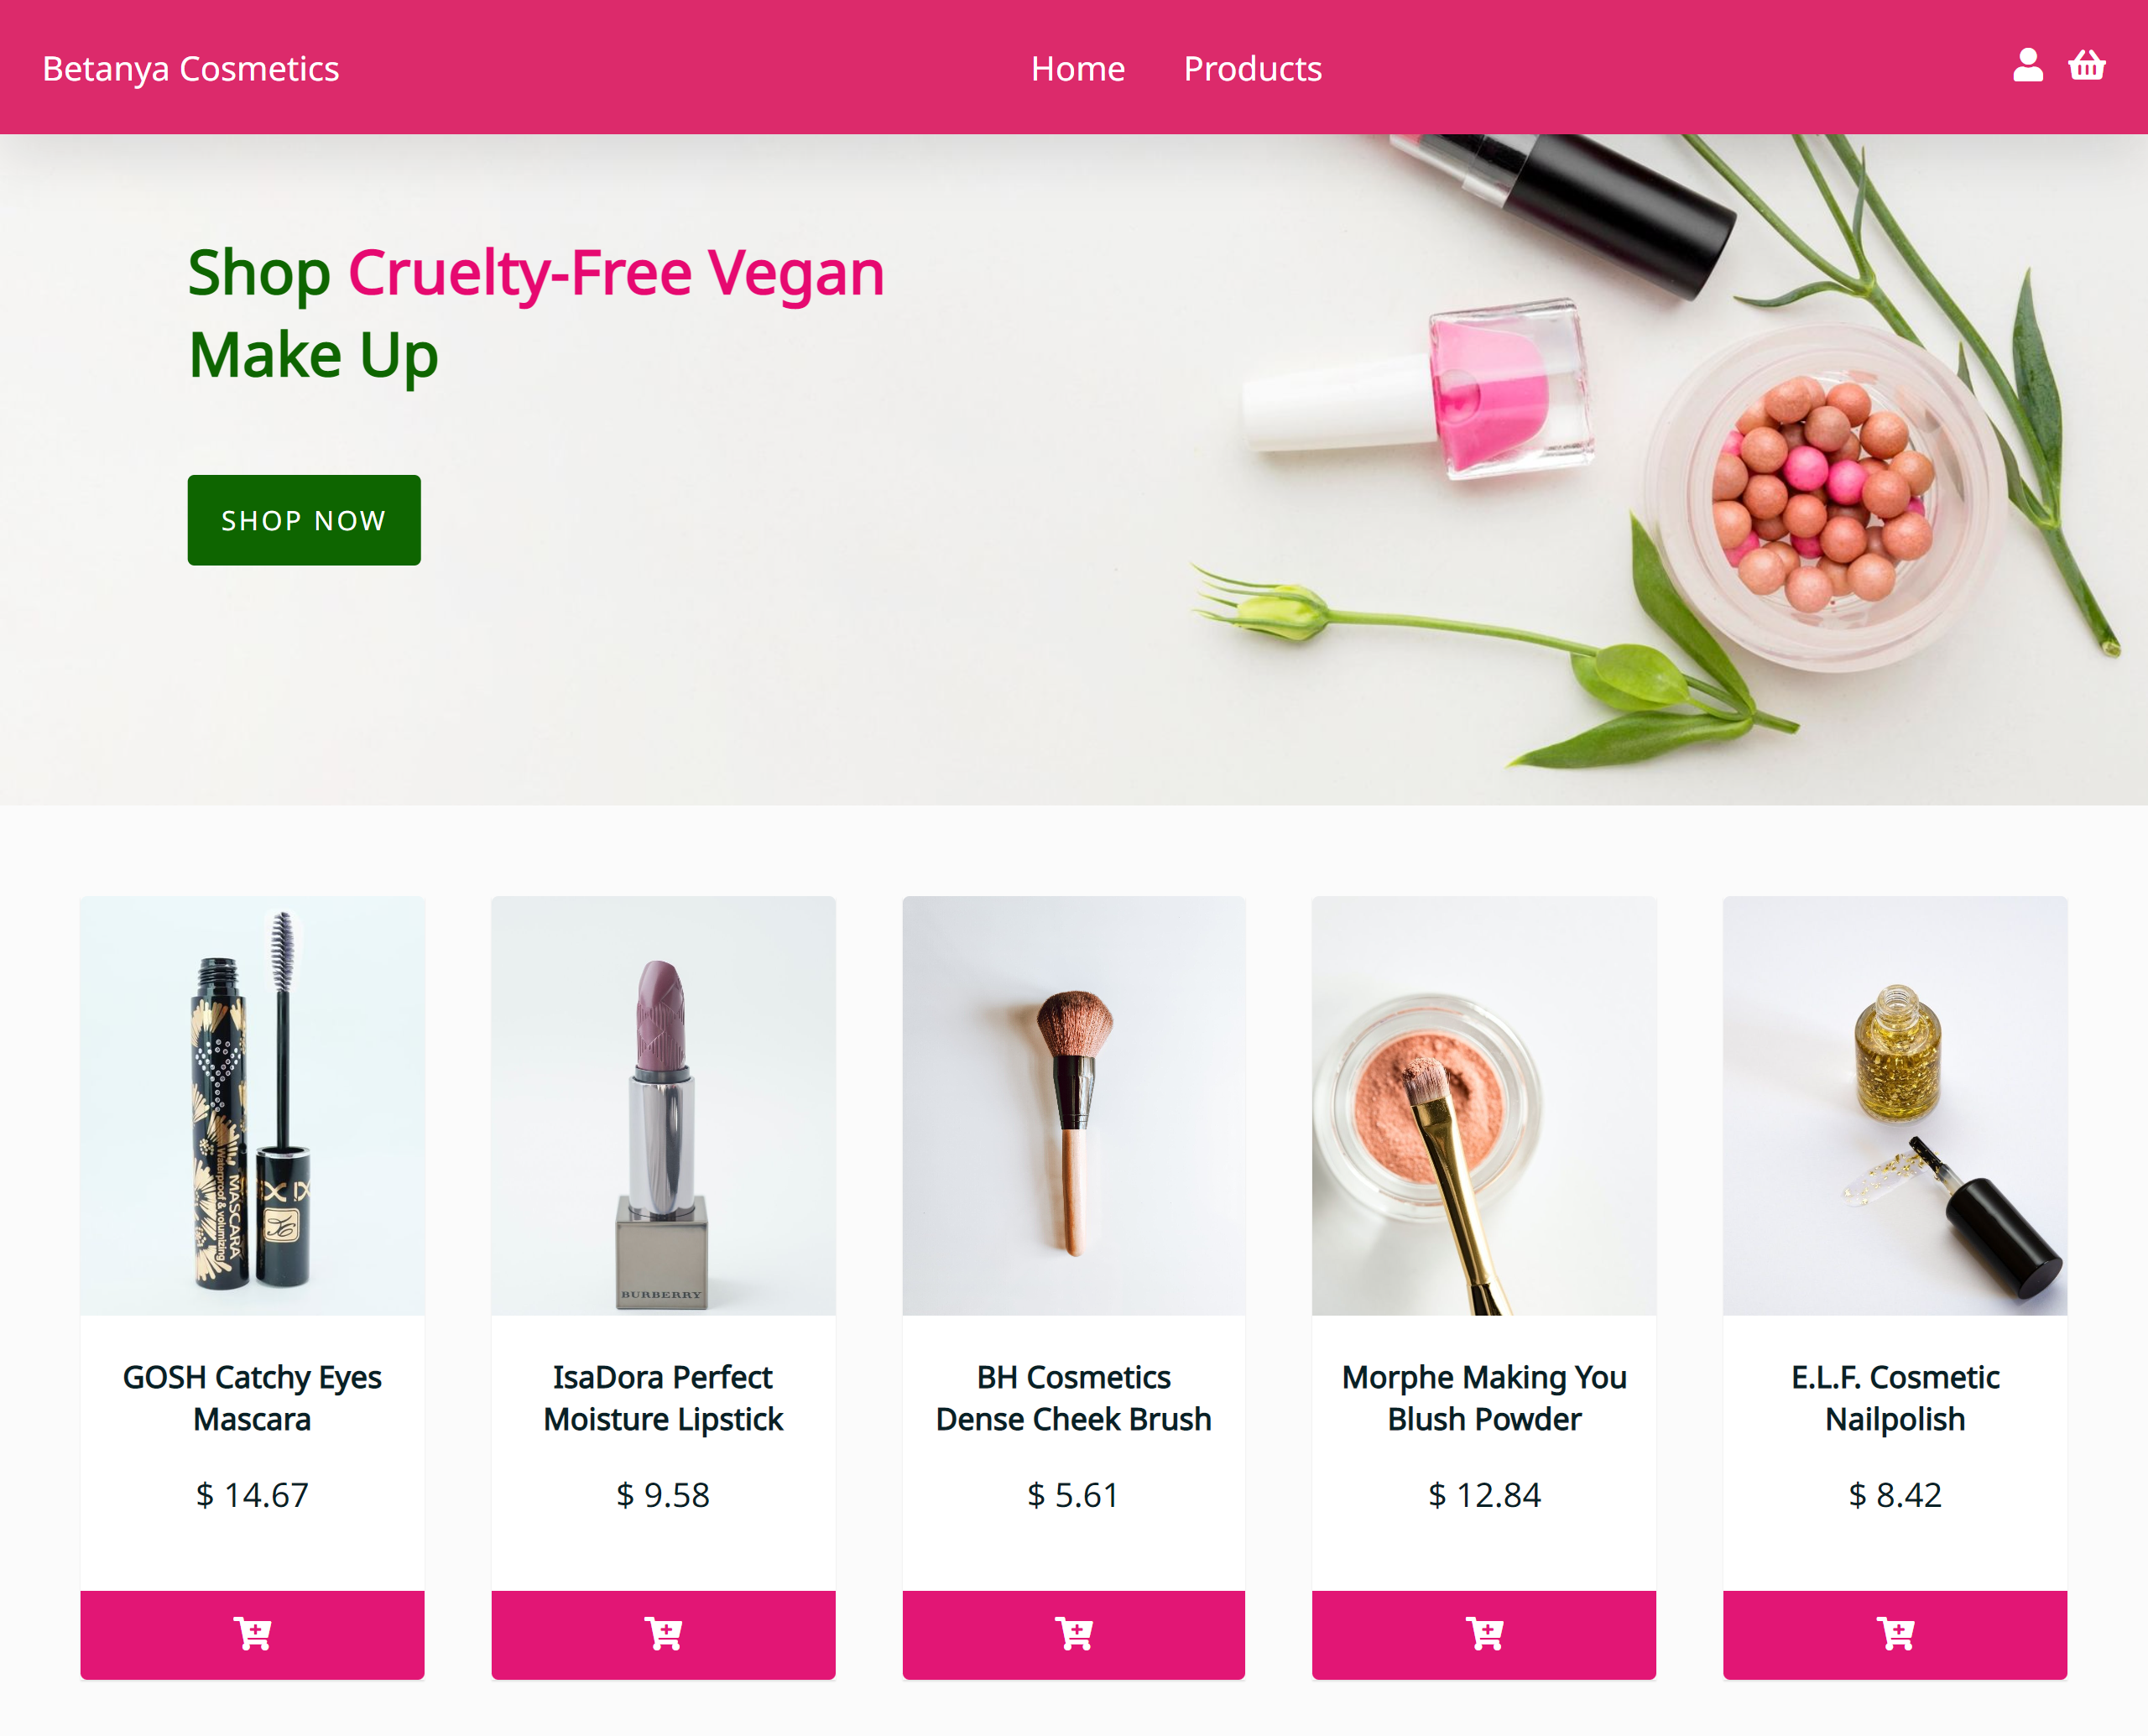 Betanya Cosmetics
Home
Products
Shop Cruelty-Free Vegan
Make Up
SHOP NOW
MASCARA
Waterproof & volumizing
BURBERRY
GOSH Catchy Eyes
Mascara
$ 14.67
IsaDora Perfect
Moisture Lipstick
$ 9.58
BH Cosmetics
Dense Cheek Brush
$ 5.61
Morphe Making You
Blush Powder
$ 12.84
E.L.F. Cosmetic
Nailpolish
$ 8.42